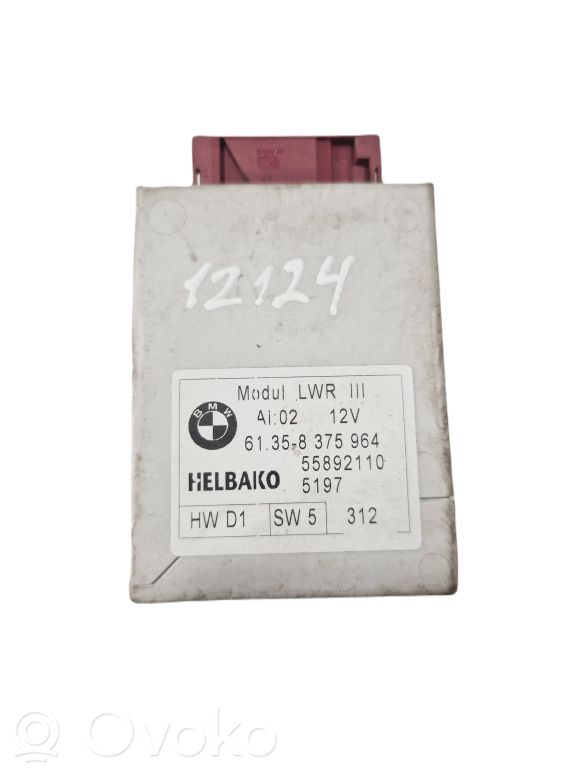 12124
BMW
Modul LWR III
Ai:02 12V
61.35-8 375 964
55892110
HELBAKO 5197
HW D1 SW 5 312
Ovoko